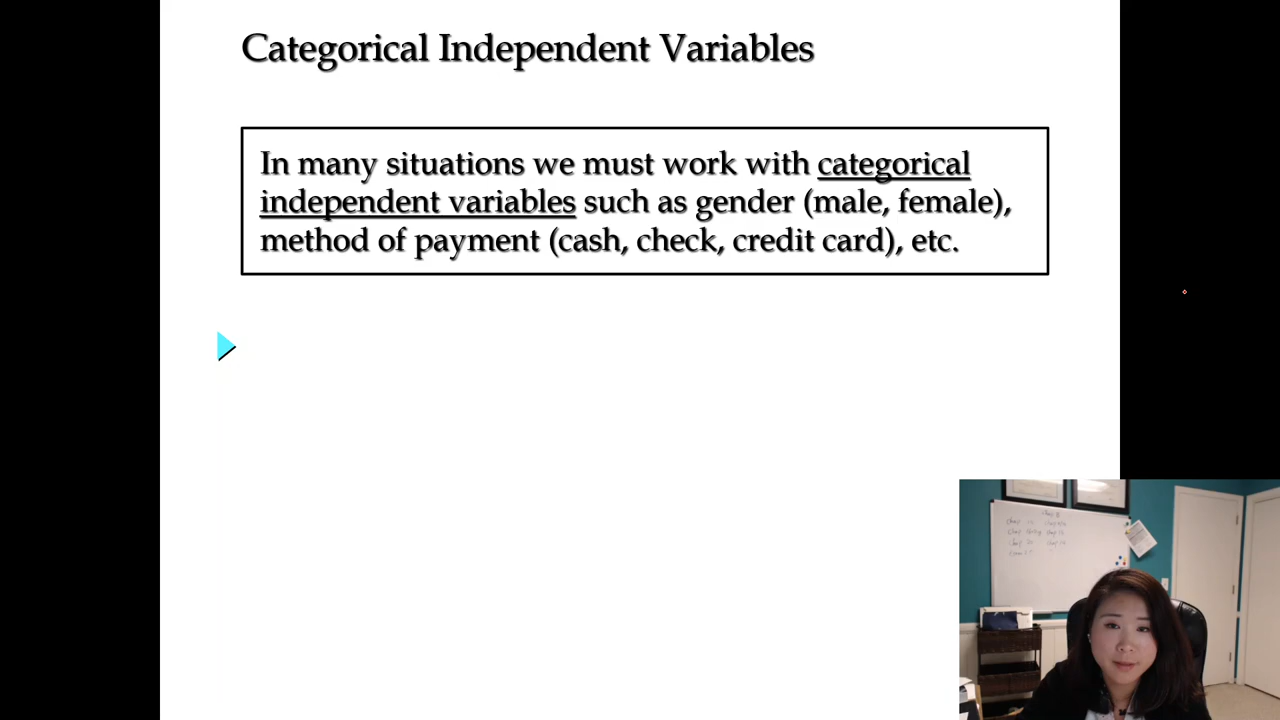 Categorical Independent Variables
In many situations we must work with categorical
independent variables such as gender (male, female),
method of payment (cash, check, credit card), etc.